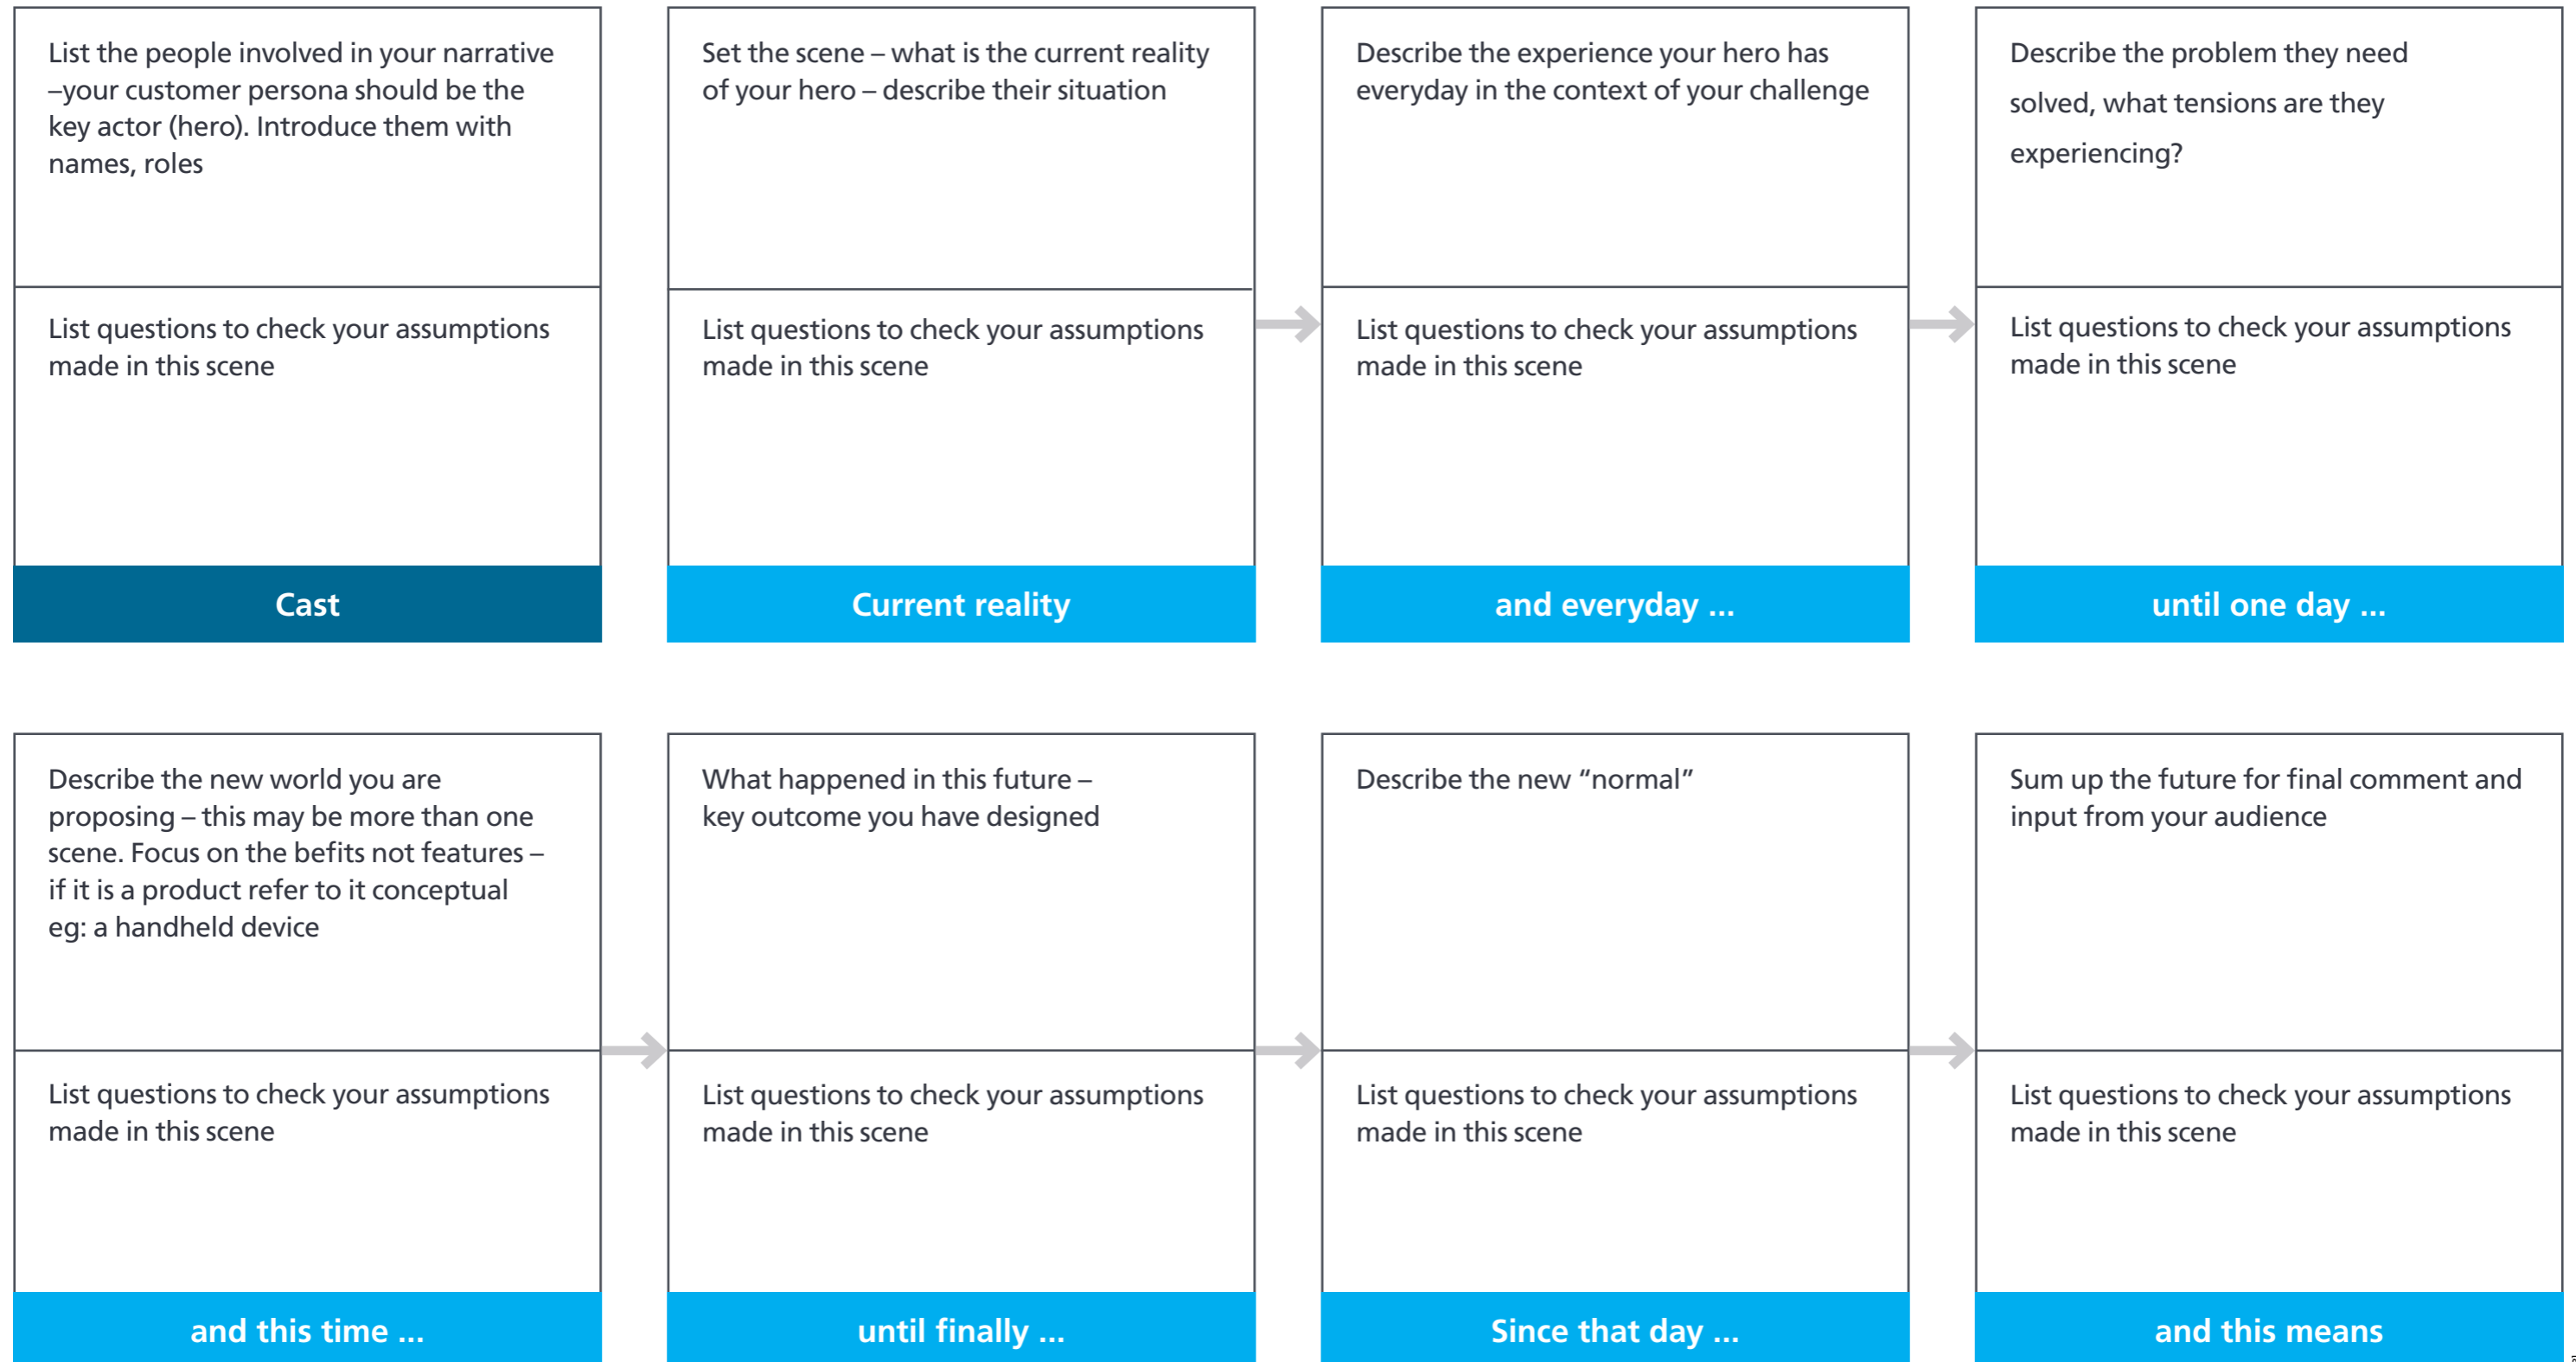 List the people involved in your narrative
–your customer persona should be the
key actor (hero). Introduce them with
names, roles
List questions to check your assumptions
made in this scene
Cast
Set the scene – what is the current reality
of your hero – describe their situation
List questions to check your assumptions
made in this scene
Current reality
Describe the experience your hero has
everyday in the context of your challenge
List questions to check your assumptions
made in this scene
and everyday ...
Describe the problem they need
solved, what tensions are they
experiencing?
List questions to check your assumptions
made in this scene
until one day ...
Describe the new world you are
proposing – this may be more than one
scene. Focus on the befits not features –
if it is a product refer to it conceptual
eg: a handheld device
List questions to check your assumptions
made in this scene
and this time ...
What happened in this future –
key outcome you have designed
List questions to check your assumptions
made in this scene
until finally ...
Describe the new “normal”
List questions to check your assumptions
made in this scene
Since that day ...
Sum up the future for final comment and
input from your audience
List questions to check your assumptions
made in this scene
and this means